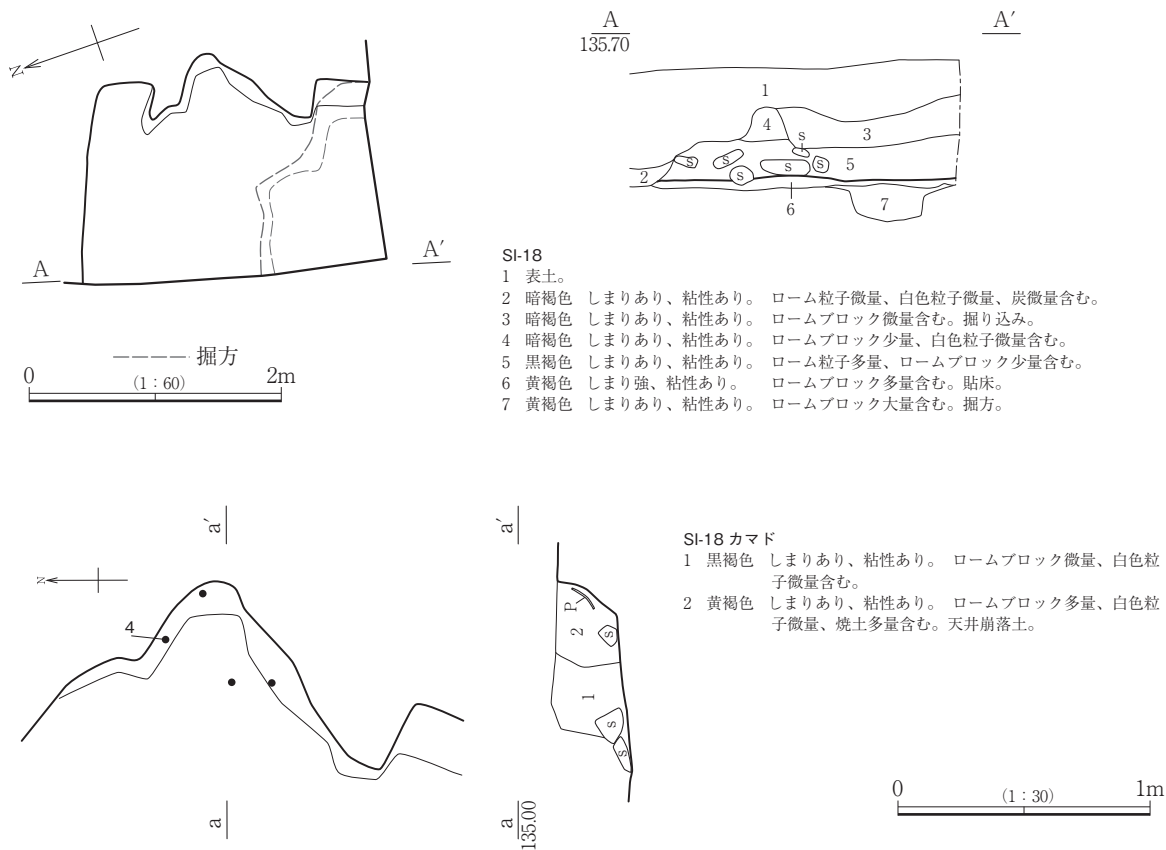 N
A
A′
掘方
0
(1：60)
2m
A
135.70
A′
1
4
s
3
s
s
s
s
s
5
2
6
7
SI-18
1 表土。
2 暗褐色 しまりあり、粘性あり。 ローム粒子微量、白色粒子微量、炭微量含む。
3 暗褐色 しまりあり、粘性あり。 ロームブロック微量含む。掘り込み。
4 暗褐色 しまりあり、粘性あり。 ロームブロック少量、白色粒子微量含む。
5 黒褐色 しまりあり、粘性あり。 ローム粒子多量、ロームブロック少量含む。
6 黄褐色 しまり強、粘性あり。 ロームブロック多量含む。貼床。
7 黄褐色 しまりあり、粘性あり。 ロームブロック大量含む。掘方。
N
a′
4
a
a′
P
2
s
1
s
s
a
135.00
SI-18 カマド
1 黒褐色 しまりあり、粘性あり。 ロームブロック微量、白色粒
子微量含む。
2 黄褐色 しまりあり、粘性あり。 ロームブロック多量、白色粒
子微量、焼土多量含む。天井崩落土。
0
(1：30)
1m